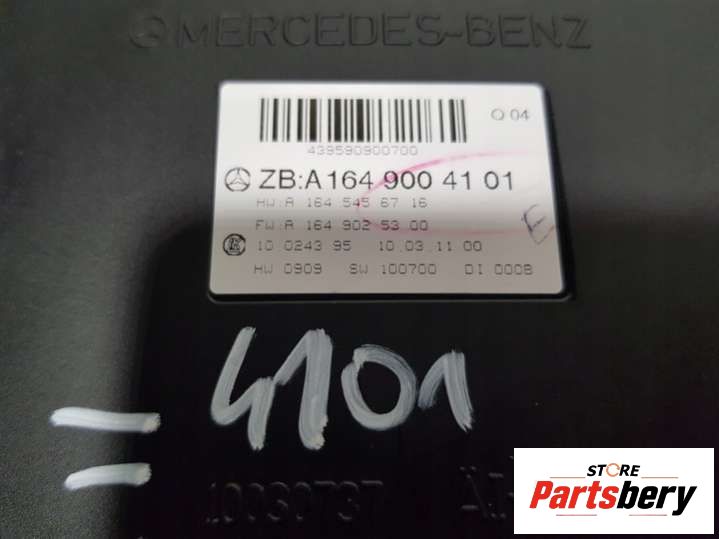 MERCEDES-BENZ
Q 04
439590900700
ZB:A 164 900 41 01
HW:A 164 545 67 16
FW:A 164 902 53 00
E
10.0243 95 10.03.11 00
HW 0909 SW 100700 DI 0008
4101
10030737
STORE
Partsbery